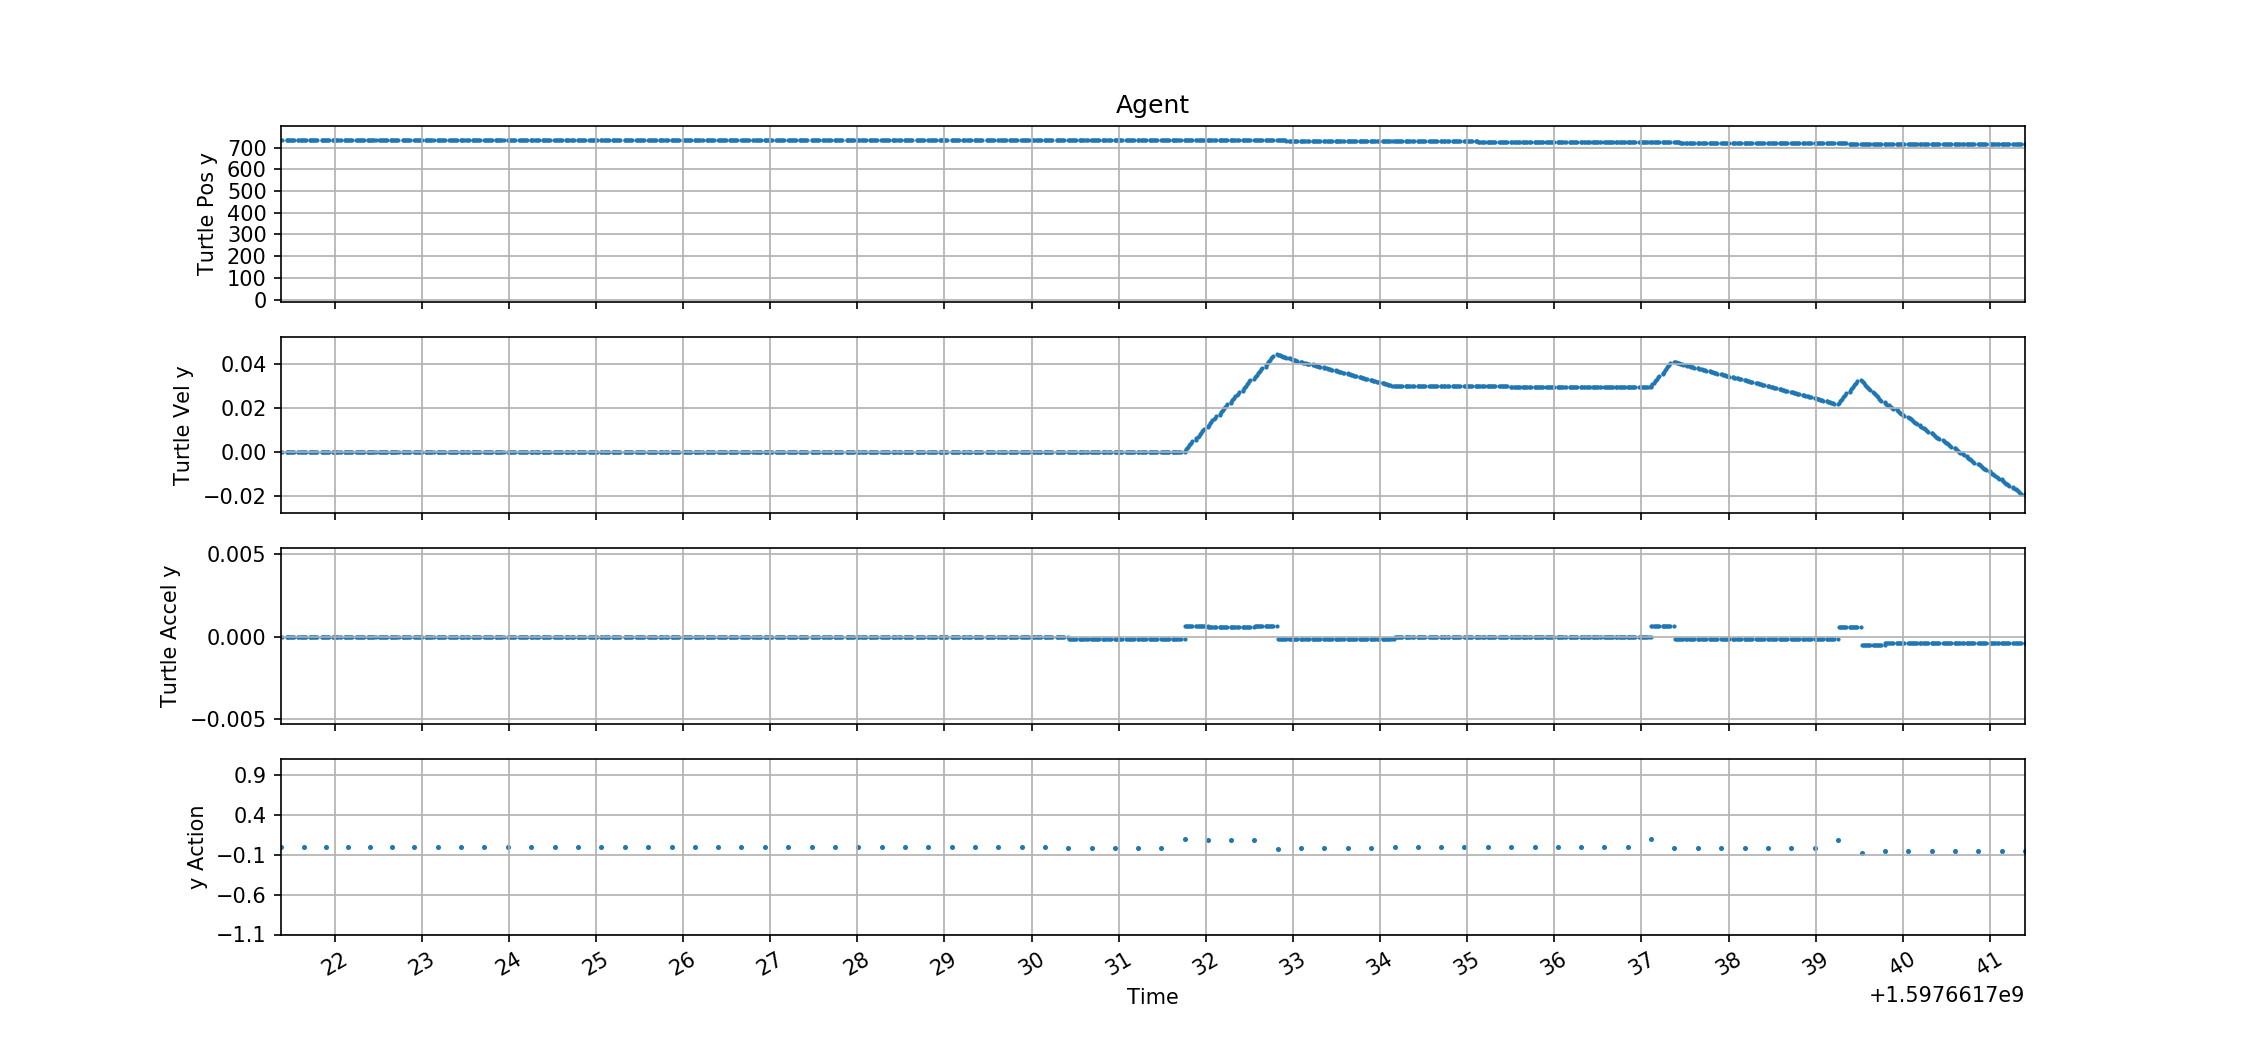 Agent
Turtle Pos y
700
600
500
400
300
200
100
0
Turtle Vel y
0.04
0.02
0.00
−0.02
Turtle Accel y
0.005
0.000
−0.005
y Action
0.9
0.4
−0.1
−0.6
−1.1
22 23 24 25 26 27 28 29 30 31 32 33 34 35 36 37 38 39 40 41
Time
+1.5976617e9